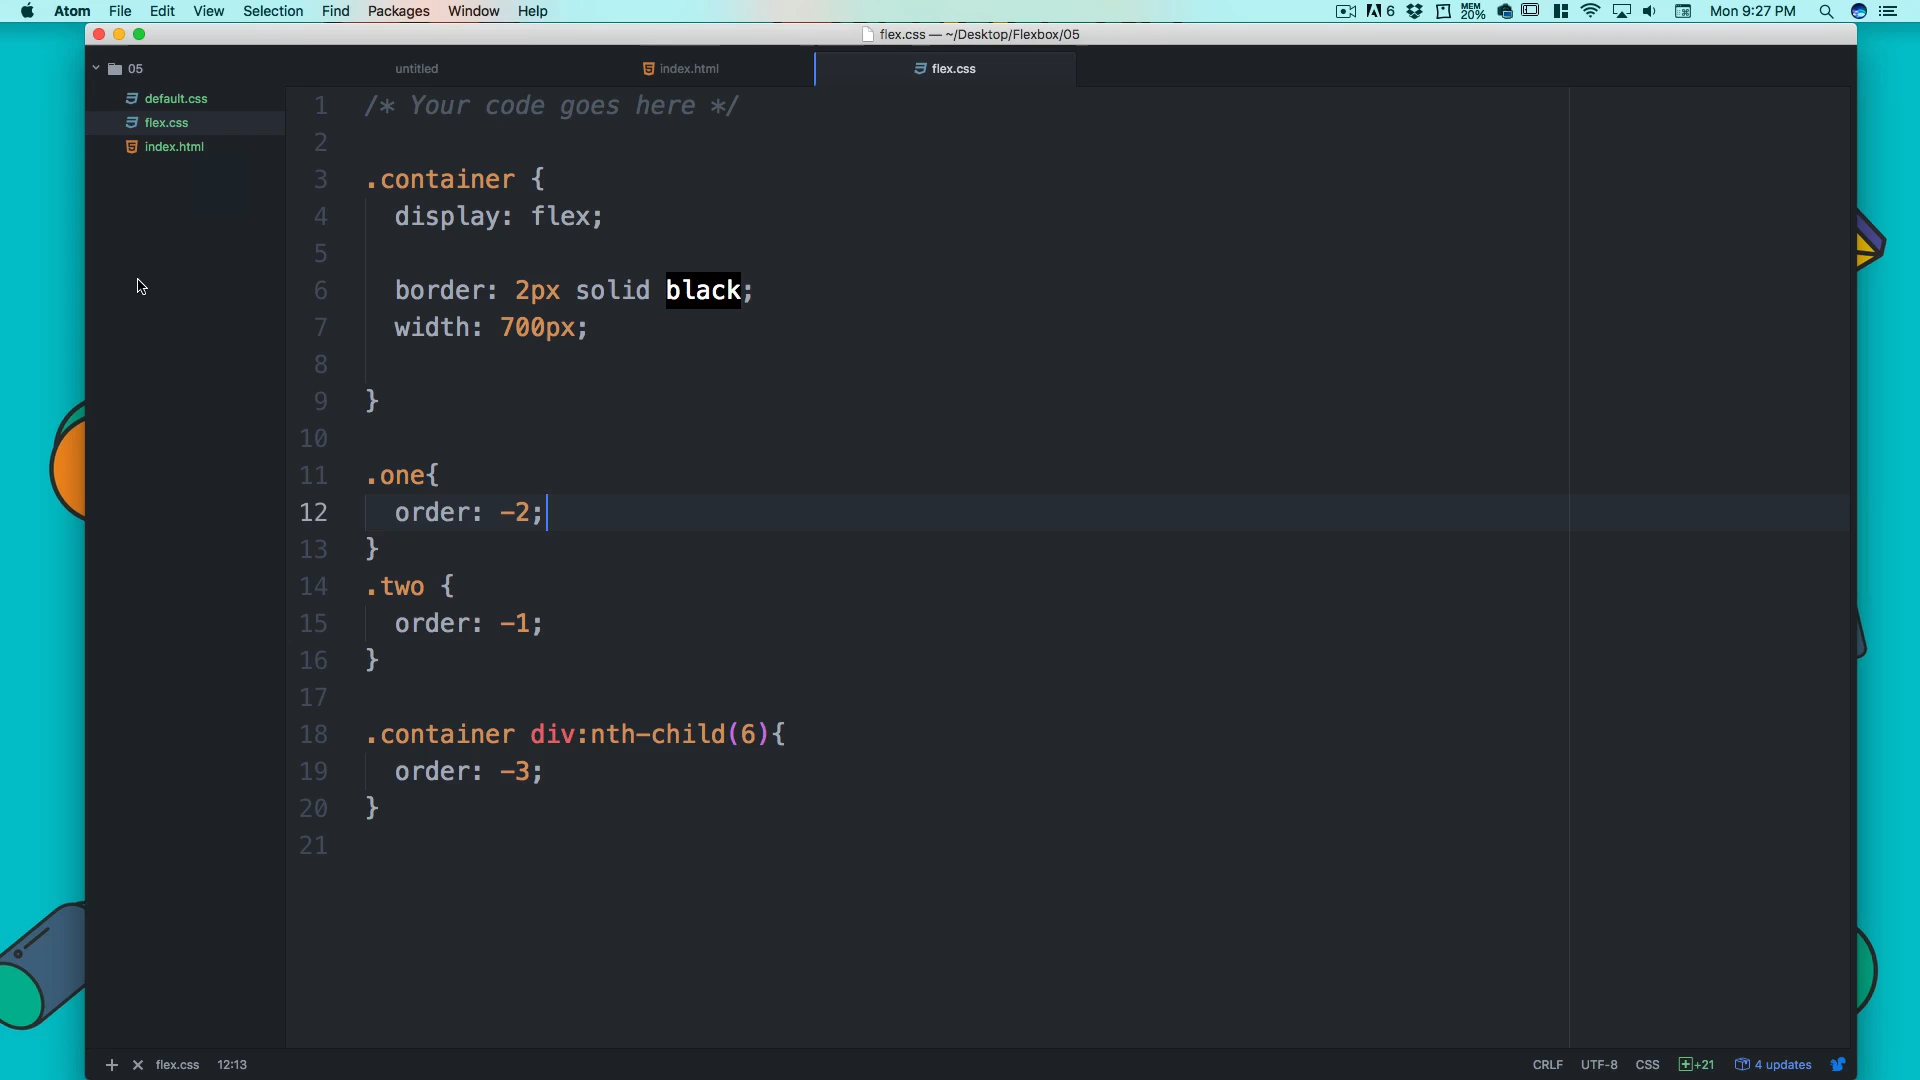 Atom File Edit View Selection Find Packages Window Help 6 MEM 20% Mon 9:27 PM
flex.css — ~/Desktop/Flexbox/05
05
default.css
flex.css
index.html
untitled index.html flex.css
1 /* Your code goes here */
2
3 .container {
4 display: flex;
5
6 border: 2px solid black;
7 width: 700px;
8
9 }
10
11 .one{
12 order: -2;
13 }
14 .two {
15 order: -1;
16 }
17
18 .container div:nth-child(6){
19 order: -3;
20 }
21
flex.css 12:13 CRLF UTF-8 CSS +21 4 updates